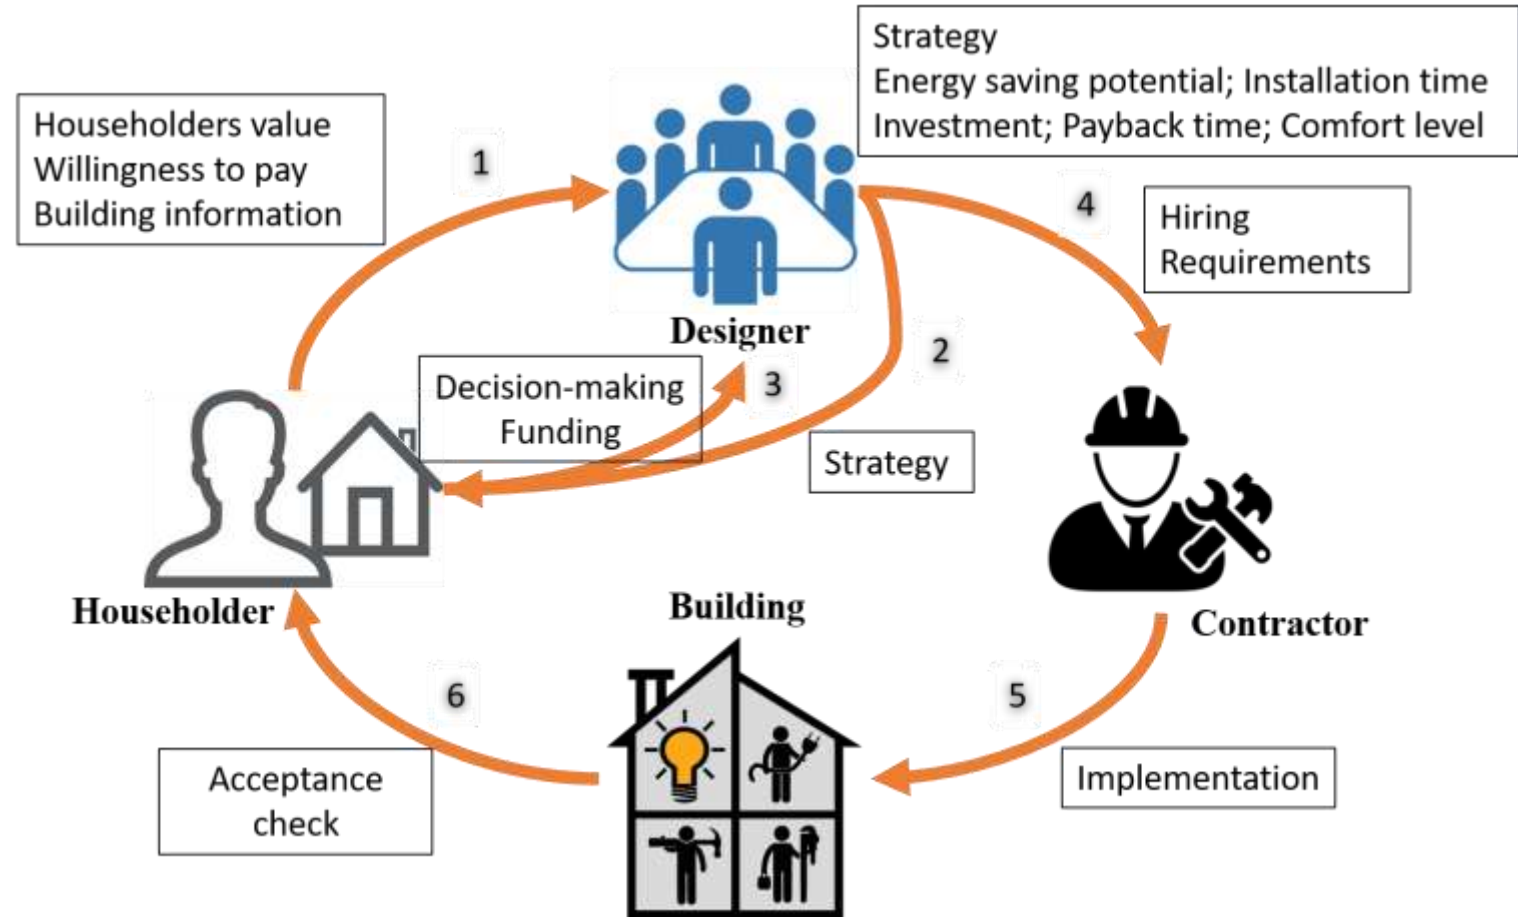 Strategy
Energy saving potential; Installation time
Investment; Payback time; Comfort level
Householders value
Willingness to pay
Building information
1
4
Hiring
Requirements
Designer
2
3
Decision-making
Funding
Strategy
Householder
Building
Contractor
6
5
Acceptance
check
Implementation